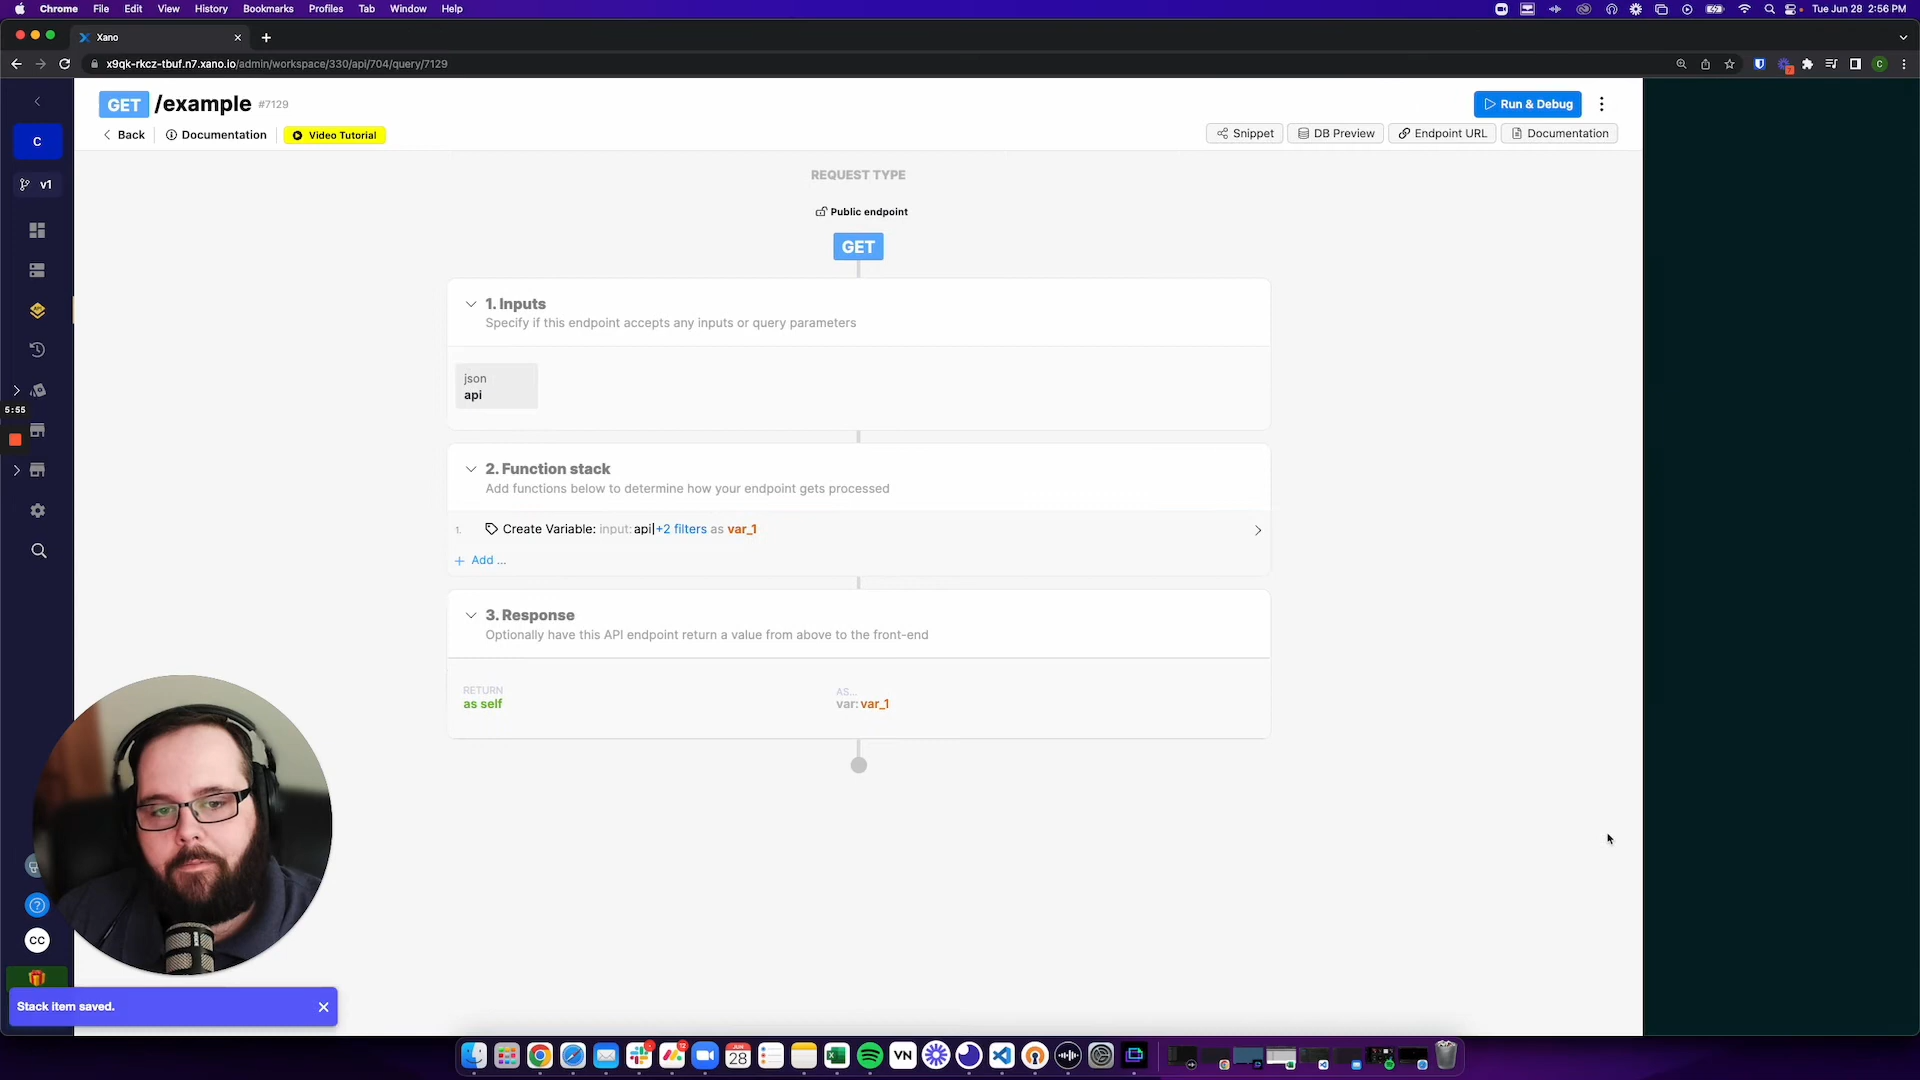 Chrome File Edit View History Bookmarks Profiles Tab Window Help
Tue Jun 28 2:56 PM
Xano
x9qk-rkcz-tbuf.n7.xano.io/admin/workspace/330/api/704/query/7129
C
C
v1
GET /example #7129
Run & Debug
Back
Documentation
Video Tutorial
Snippet
DB Preview
Endpoint URL
Documentation
REQUEST TYPE
Public endpoint
GET
1. Inputs
Specify if this endpoint accepts any inputs or query parameters
json
api
5:55
2. Function stack
Add functions below to determine how your endpoint gets processed
1. Create Variable: input:api|+2 filters as var_1
Add ...
3. Response
Optionally have this API endpoint return a value from above to the front-end
RETURN
as self
AS...
var:var_1
CC
Stack item saved.
12
JUN
28
VN